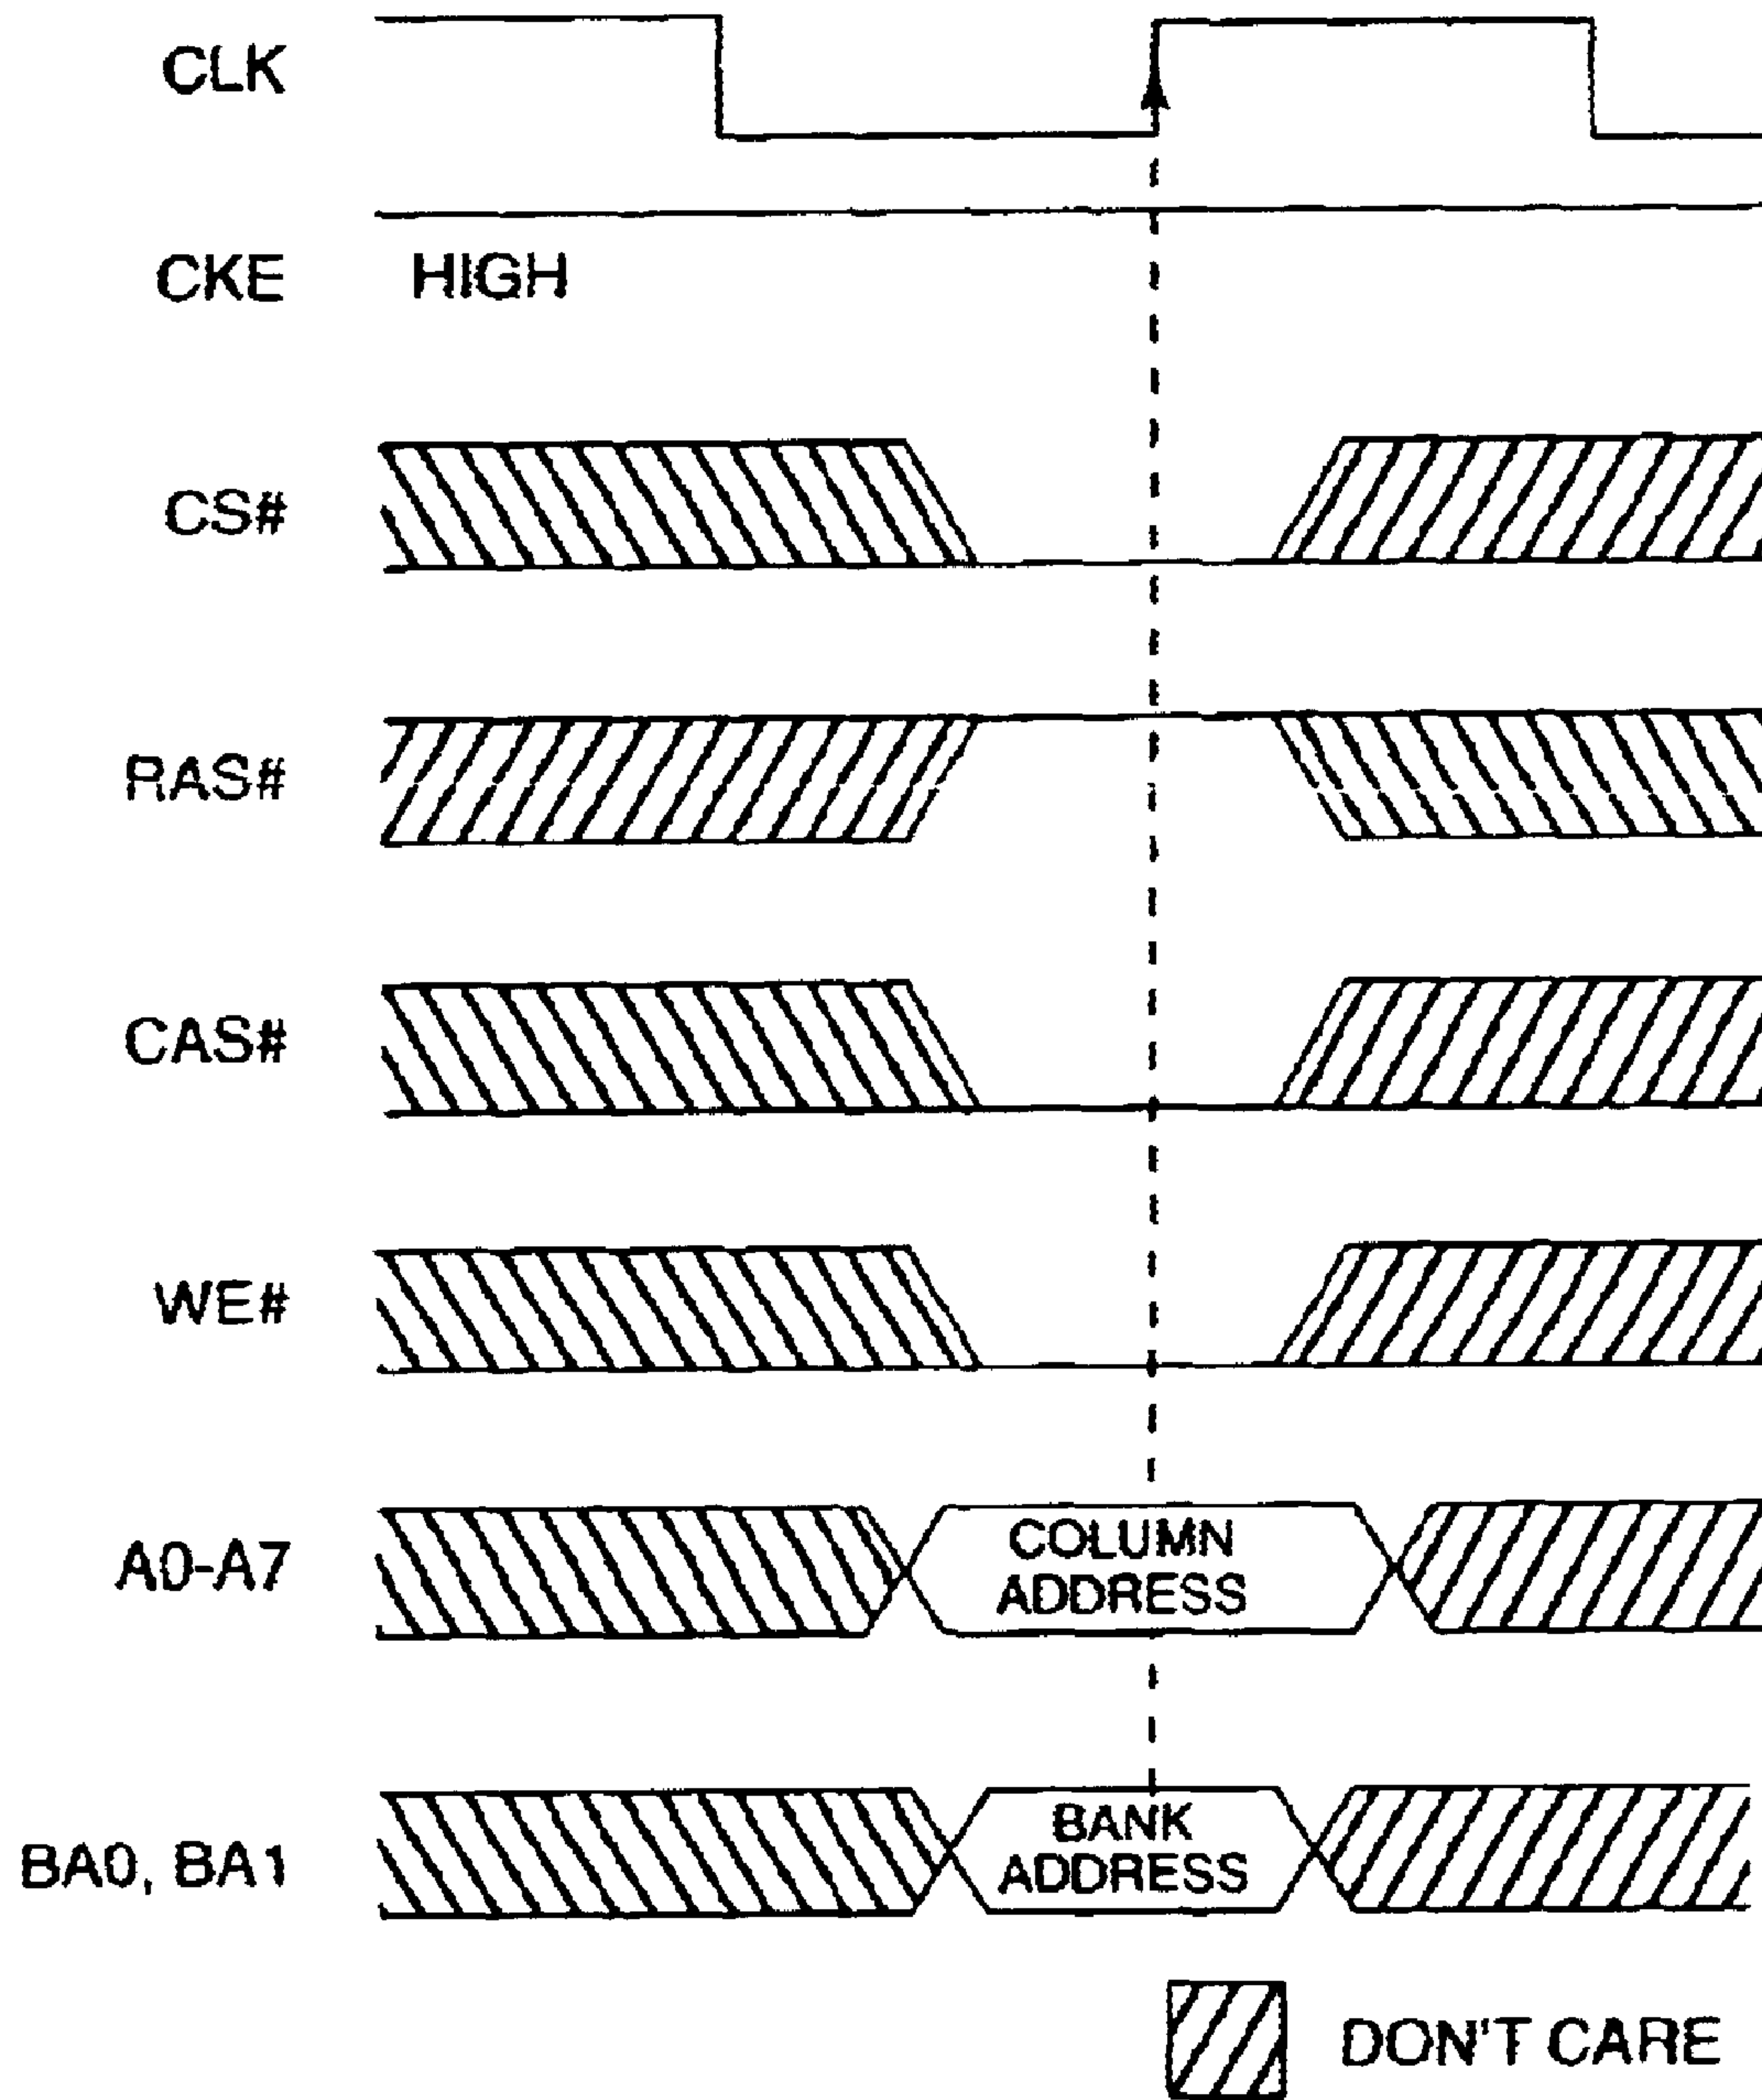 CLK
CKE HIGH
CS#
RAS#
CAS#
WE#
A0-A7
COLUMN
ADDRESS
BA0, BA1
BANK
ADDRESS
DON'T CARE